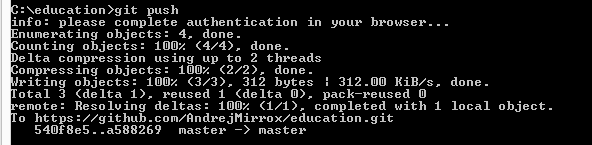 C:\education>git push
info: please complete authentication in your browser...
Enumerating objects: 4, done.
Counting objects: 100% (4/4), done.
Delta compression using up to 2 threads
Compressing objects: 100% (2/2), done.
Writing objects: 100% (3/3), 312 bytes ¦ 312.00 KiB/s, done.
Total 3 (delta 1), reused 1 (delta 0), pack-reused 0
remote: Resolving deltas: 100% (1/1), completed with 1 local object.
To https://github.com/AndrejMirrox/education.git
   540f8e5..a588269  master -> master